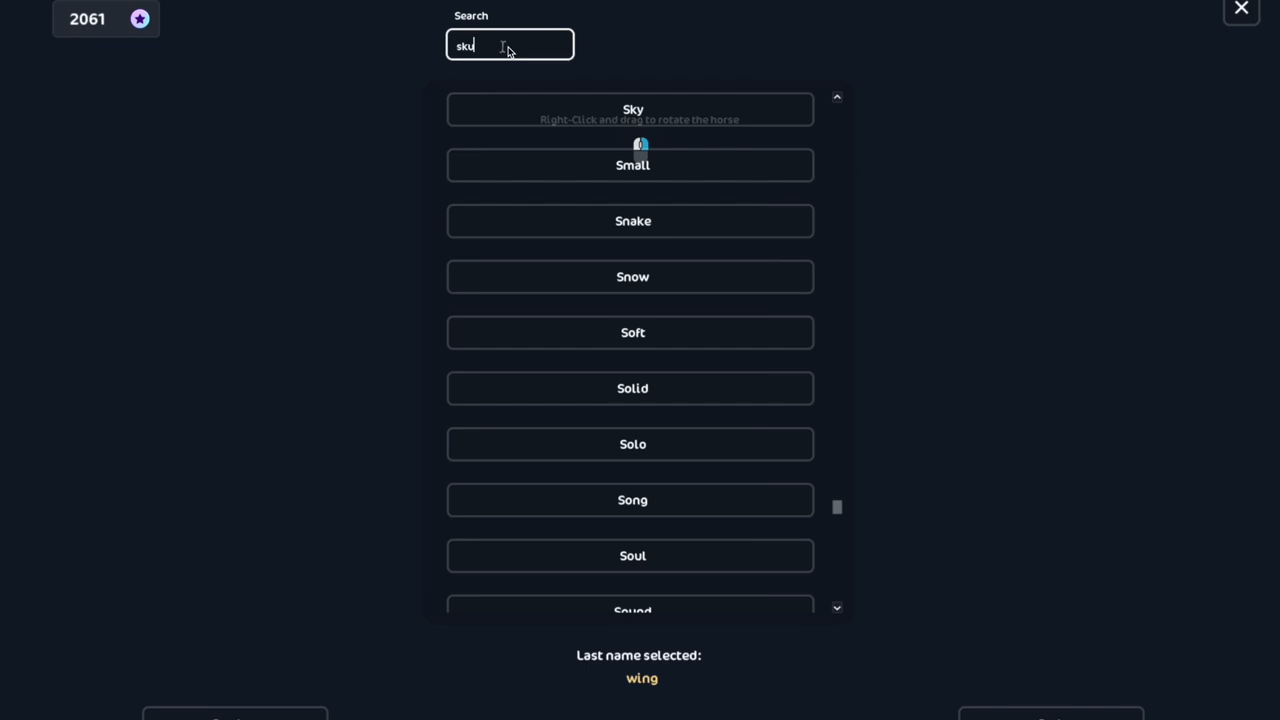 2061
Search
sku
Sky
Right-Click and drag to rotate the horse
Small
Snake
Snow
Soft
Solid
Solo
Song
Soul
Sound
Last name selected:
wing